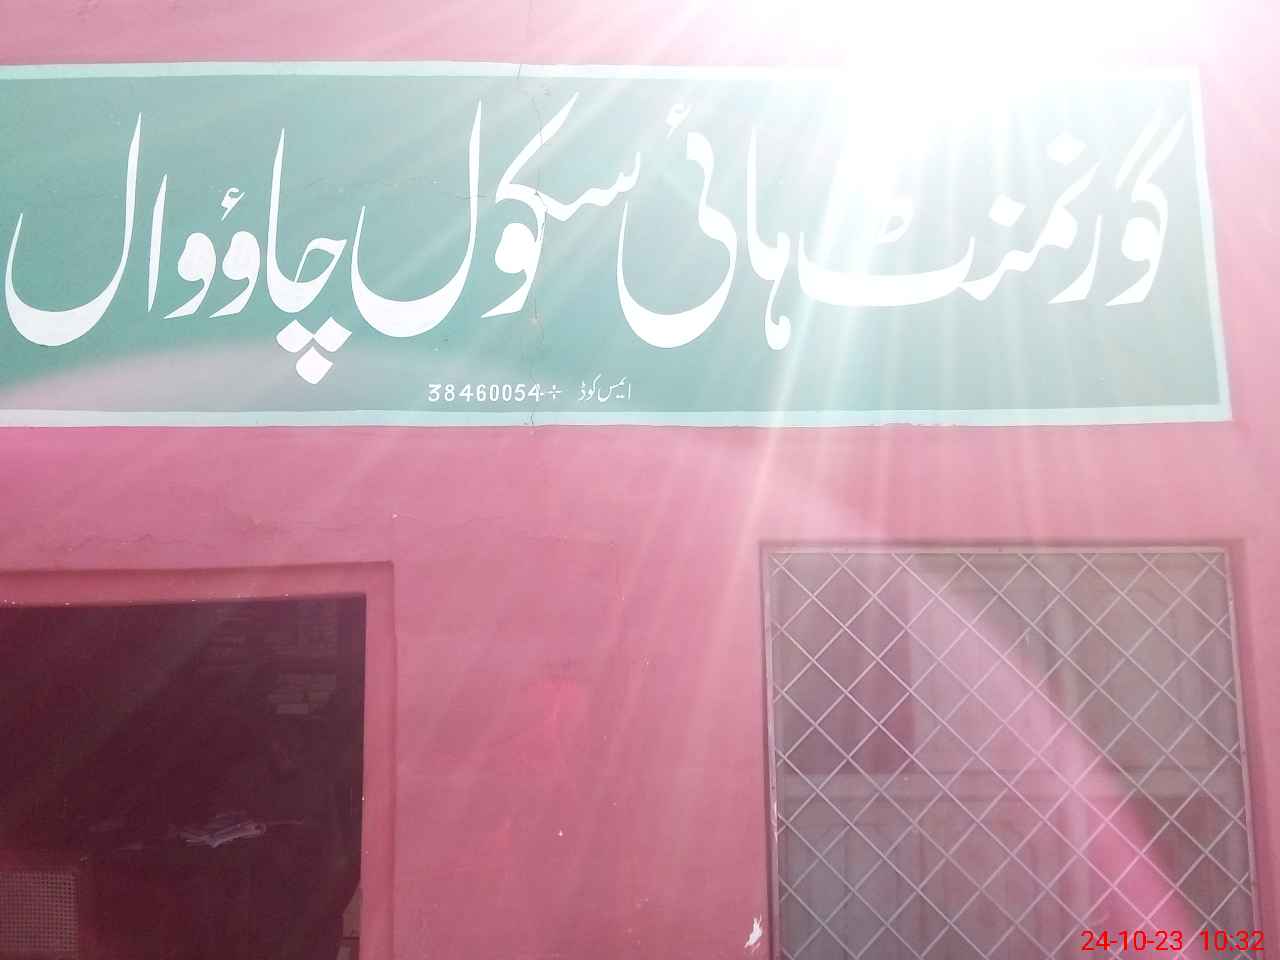 گورنمنٹ ہائی سکول چاؤوال
ایمس کوڈ ÷ 38460054
24-10-23 10:32